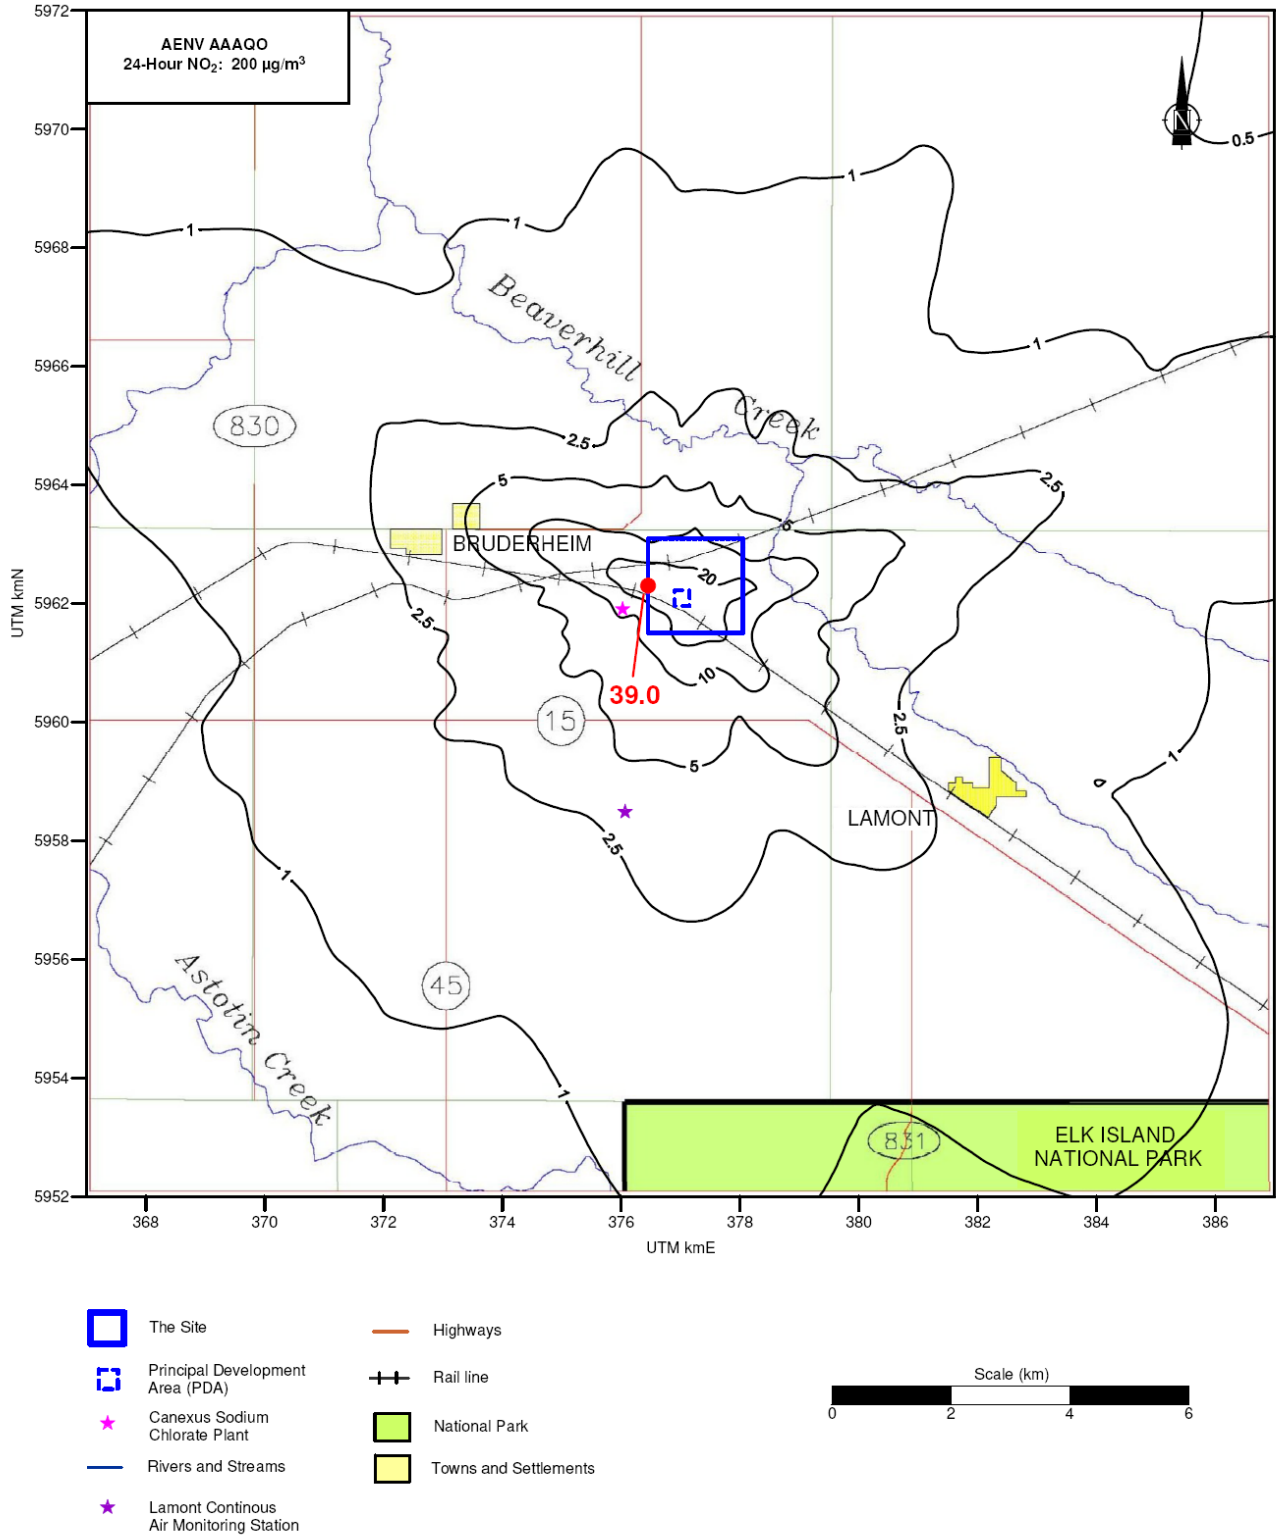 5972
AENV AAAQO
24-Hour NO₂: 200 µg/m³
N
5970
0.5
1
5968
1
1
Beaverhill
5966
1
Creek
830
2.5
5964
5
2.5
5
BRUDERHEIM
20
5962
2.5
10
39.0
15
5960
2.5
5
1
LAMONT
5958
2.5
1
5956
45
Astotin Creek
5954
1
831
ELK ISLAND
NATIONAL PARK
5952
UTM kmN
368 370 372 374 376 378 380 382 384 386
UTM kmE
The Site
Highways
Principal Development
Area (PDA)
Rail line
Scale (km)
0 2 4 6
Canexus Sodium
Chlorate Plant
National Park
Rivers and Streams
Towns and Settlements
Lamont Continous
Air Monitoring Station